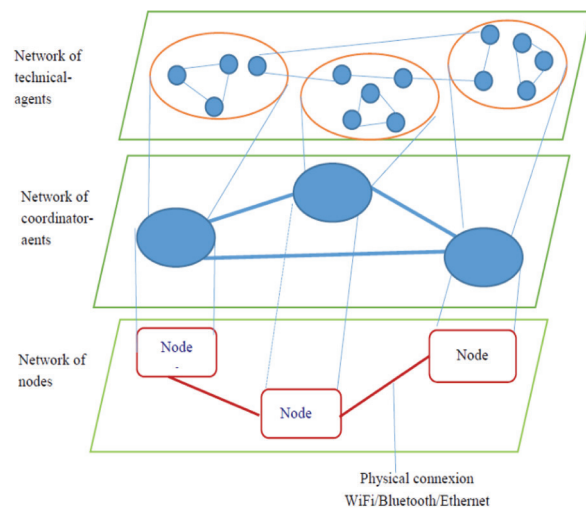 Network of
technical-
agents
Network of
coordinator-
aents
Network of
nodes
Node
-
Node
Node
Physical connexion
WiFi/Bluetooth/Ethernet